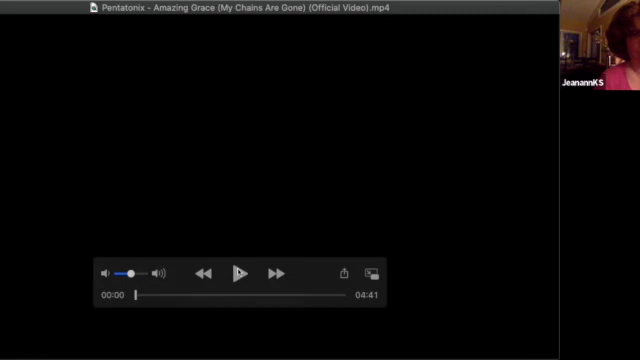 Pentatonix - Amazing Grace (My Chains Are Gone) (Official Video).mp4
JeanannKS
00:00
04:41